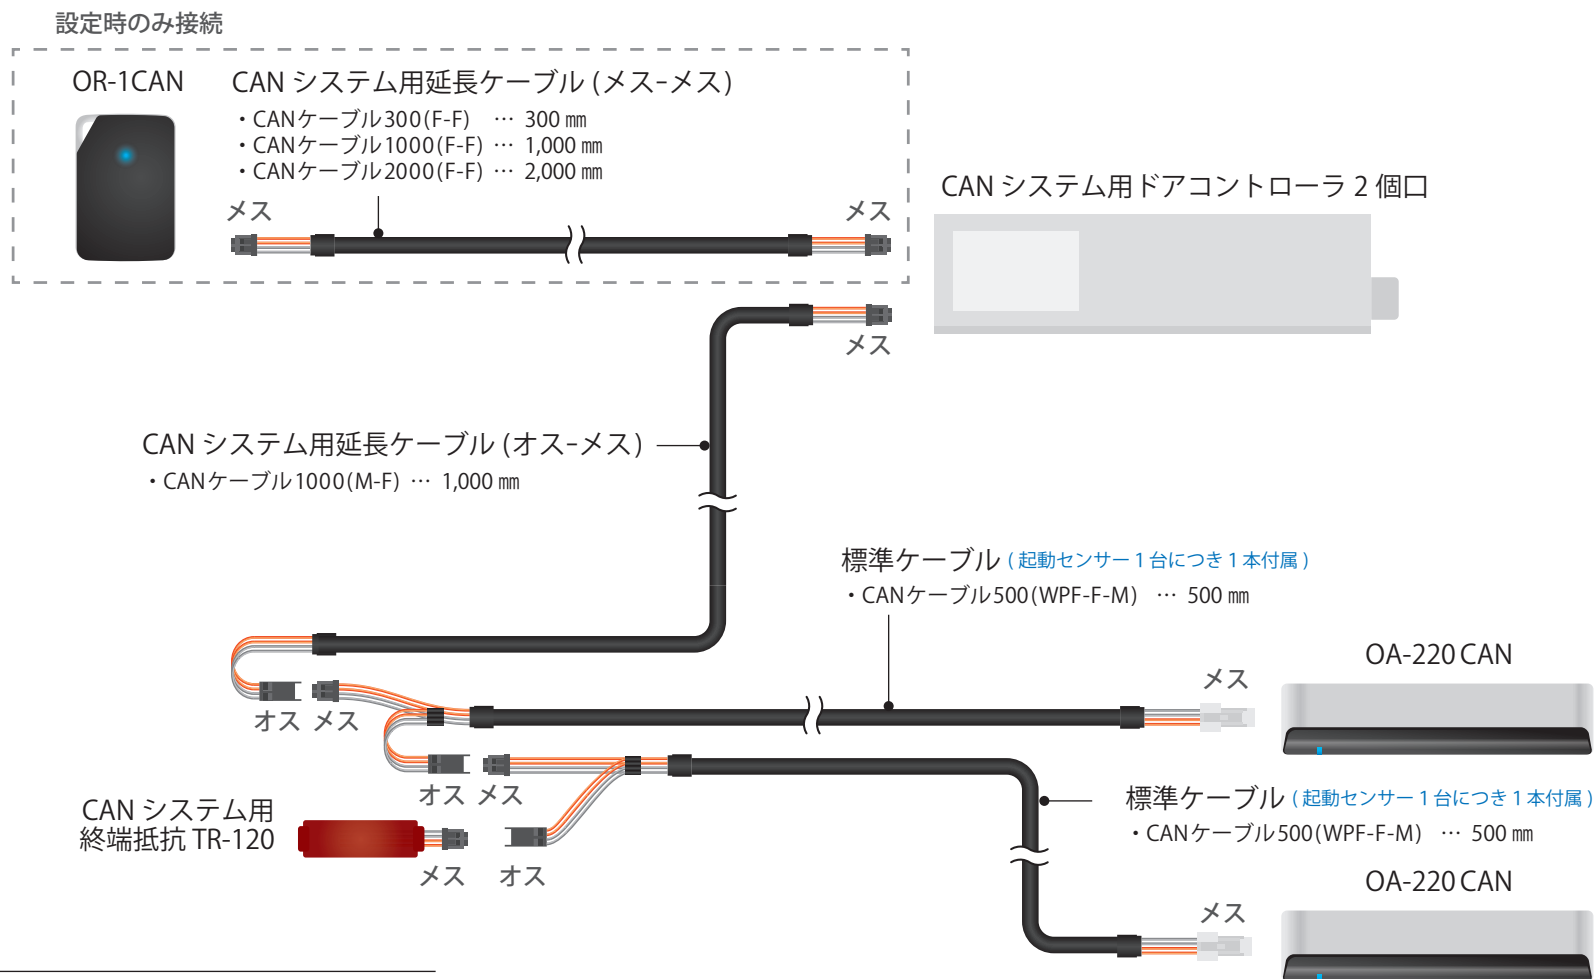 設定時のみ接続
OR-1CAN
CAN システム用延長ケーブル (メス-メス)
・CANケーブル300(F-F) … 300 ㎜
・CANケーブル1000(F-F) … 1,000 ㎜
・CANケーブル2000(F-F) … 2,000 ㎜
メス
メス
CAN システム用ドアコントローラ 2 個口
メス
CAN システム用延長ケーブル (オス-メス)
・CANケーブル1000(M-F) … 1,000 ㎜
標準ケーブル ( 起動センサー 1 台につき 1 本付属 )
・CANケーブル500(WPF-F-M) … 500 ㎜
OA-220 CAN
メス
オス メス
オス メス
標準ケーブル ( 起動センサー 1 台につき 1 本付属 )
・CANケーブル500(WPF-F-M) … 500 ㎜
CAN システム用
終端抵抗 TR-120
メス オス
OA-220 CAN
メス